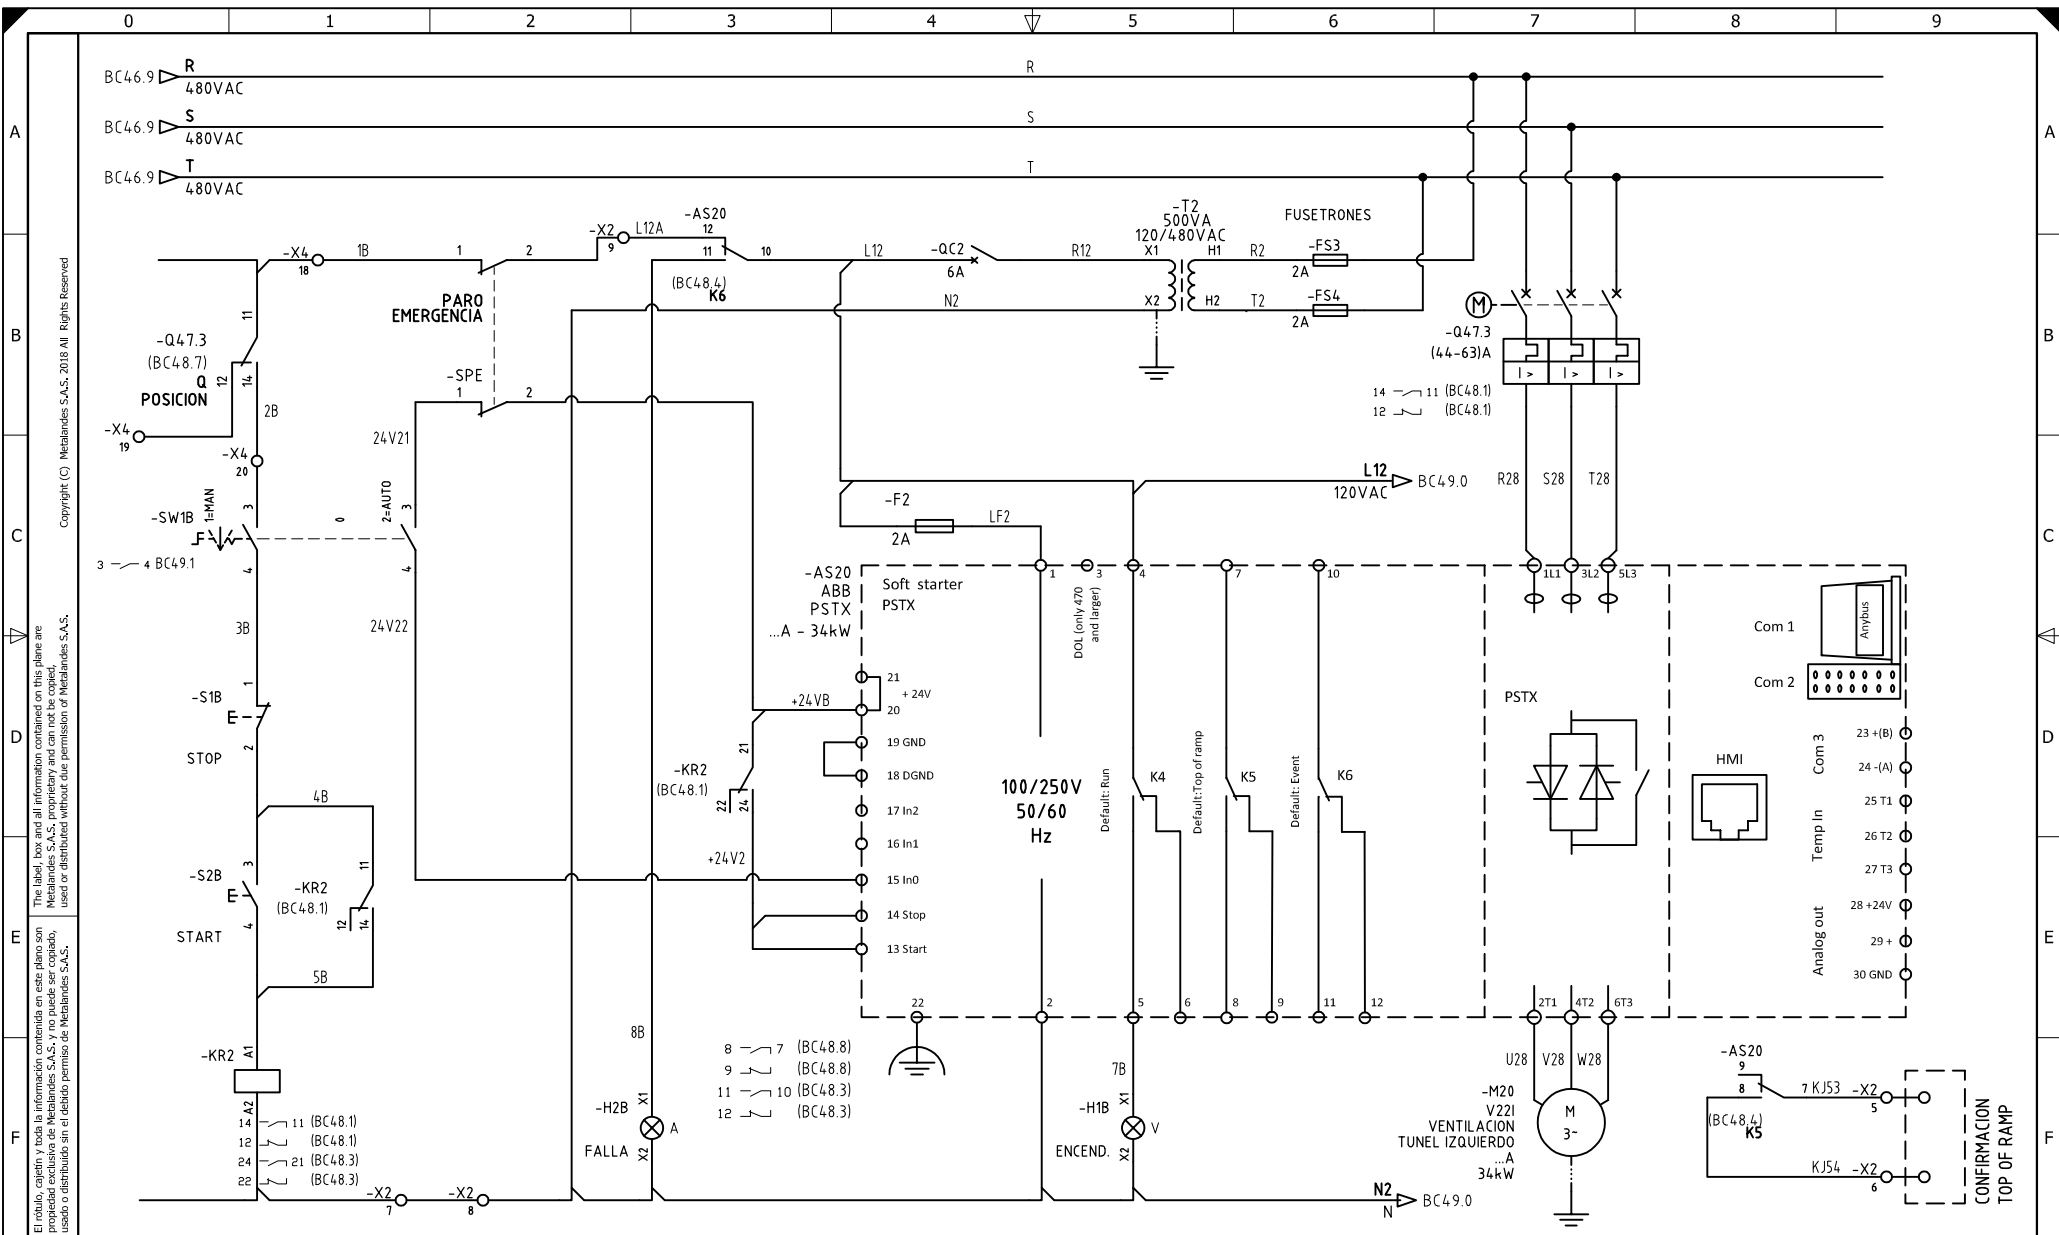 0 1 2 3 4 5 6 7 8 9
A A
B B
C C
D D
E E
F F
BC46.9 R
480VAC
R
BC46.9 S
480VAC
S
BC46.9 T
480VAC
T
Copyright (C) Metalandes S.A.S. 2018 All Rights Reserved
The label, box and all information contained on this plane are
Metalandes S.A.S. proprietary and can not be copied,
used or distributed without due permission of Metalandes S.A.S.
El rótulo, cajetín y toda la información contenida en este plano son
propiedad exclusiva de Metalandes S.A.S. y no puede ser copiado,
usado o distribuido sin el debido permiso de Metalandes S.A.S.
-X4
18
1B
1
2
PARO
EMERGENCIA
-X2
9
L12A
-AS20
12
11
10
(BC48.4)
K6
L12
-QC2
6A
R12
N2
-T2
500VA
120/480VAC
X1
H1
X2
H2
R2
T2
FUSETRONES
-FS3
2A
-FS4
2A
M
-Q47.3
(44-63)A
I >
I >
I >
14 11 (BC48.1)
12 (BC48.1)
11
-Q47.3
(BC48.7)
Q
POSICION
12
14
2B
-X4
19
-X4
20
-SPE
1
2
24V21
-SW1B
1=MAN
0
2=AUTO
3
4
3
4
3 4 BC49.1
3B
24V22
-F2
2A
LF2
L12
120VAC
BC49.0
R28
S28
T28
-AS20
ABB
PSTX
...A - 34kW
Soft starter
PSTX
1
3
4
7
10
DOL (only 470
and larger)
1L1
3L2
5L3
Com 1
Anybus
Com 2
-S1B
1
2
STOP
+24VB
21
+ 24V
20
19 GND
18 DGND
17 In2
16 In1
15 In0
14 Stop
13 Start
22
-KR2
(BC48.1)
21
22
24
+24V2
100/250V
50/60
Hz
Default: Run
K4
Default:Top of ramp
K5
Default: Event
K6
PSTX
HMI
Com 3
Temp In
Analog out
23 +(B)
24 -(A)
25 T1
26 T2
27 T3
28 +24V
29 +
30 GND
4B
-S2B
3
4
START
-KR2
(BC48.1)
11
12
14
5B
2
5
6
8
9
11
12
2T1
4T2
6T3
-KR2
A1
A2
14 11 (BC48.1)
12 (BC48.1)
24 21 (BC48.3)
22 (BC48.3)
8B
8 7 (BC48.8)
9 (BC48.8)
11 10 (BC48.3)
12 (BC48.3)
-H2B
X1
A
FALLA
X2
7B
-H1B
X1
V
ENCEND.
X2
U28
V28
W28
-M20
V22I
VENTILACION
TUNEL IZQUIERDO
...A
34kW
M
3~
-AS20
9
8
7 KJ53
-X2
5
(BC48.4)
K5
KJ54
-X2
6
CONFIRMACION
TOP OF RAMP
-X2
7
-X2
8
N2
N
BC49.0